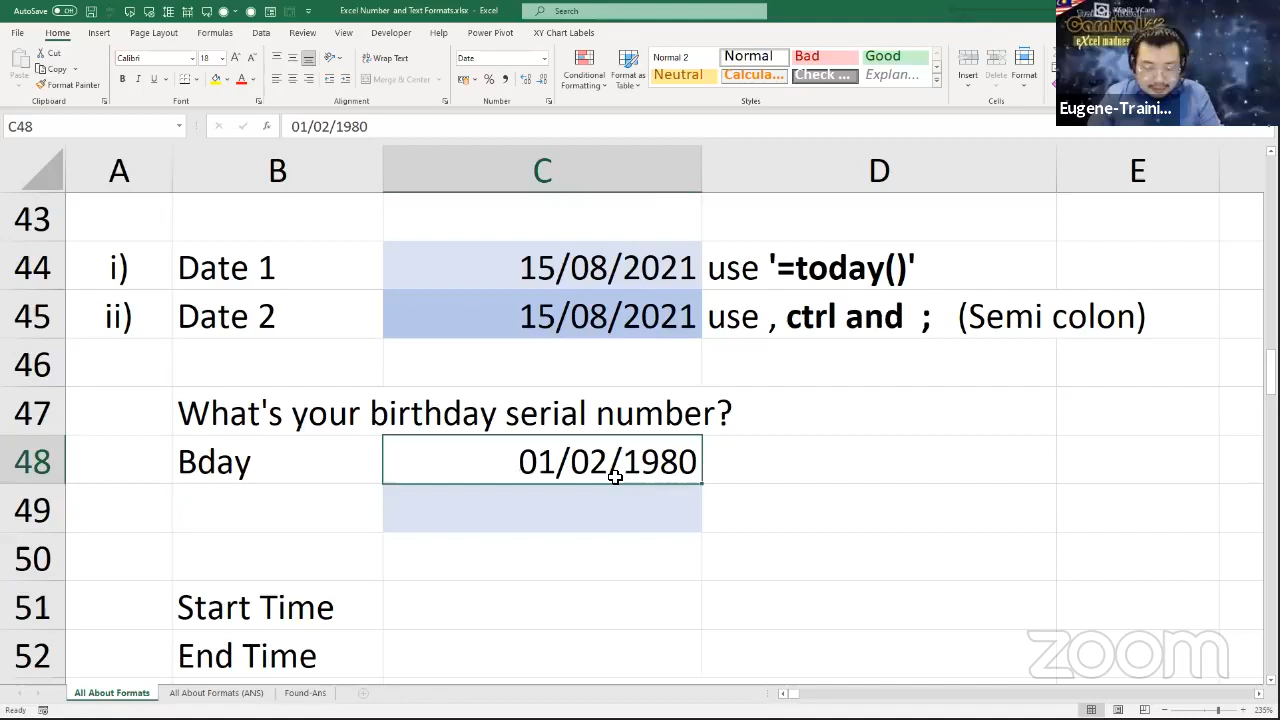 AutoSave Off
Excel Number and Text Formats.xlsx - Excel
Search
File Home Insert Page Layout Formulas Data Review View Developer Help Power Pivot XY Chart Labels
Cut
Copy
Format Painter
Paste
Clipboard
Calibri 18
B I U
Font
Wrap Text
Merge & Center
Alignment
Date
Number
Conditional Formatting
Format as Table
Normal 2 Normal Bad Good
Neutral Calcula... Check ... Explan...
Styles
Insert Delete Format
Cells
Eugene-Traini...
C48 fx 01/02/1980
A B C D E
43
44 i) Date 1 15/08/2021 use '=today()'
45 ii) Date 2 15/08/2021 use , ctrl and ; (Semi colon)
46
47 What's your birthday serial number?
48 Bday 01/02/1980
49
50
51 Start Time
52 End Time
zoom
All About Formats All About Formats (ANS) Found-Ans
Ready 235%